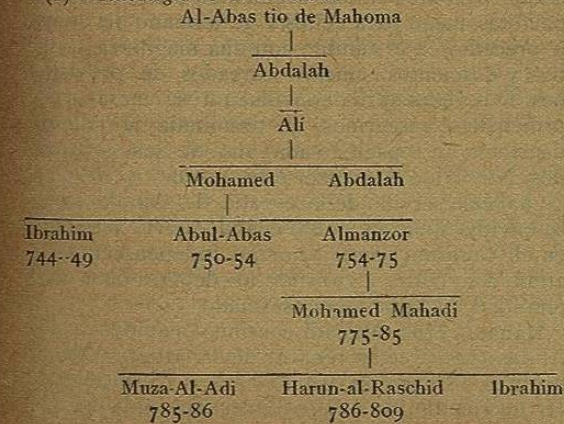 Al-Abas tio de Mahoma
Abdalah
Alí
Mohamed Abdalah
Ibrahim Abul-Abas Almanzor
744--49 750-54 754-75
Mohamed Mahadi
775-85
Muza-Al-Adi Harun-al-Raschid Ibrahim
785-86 786-809